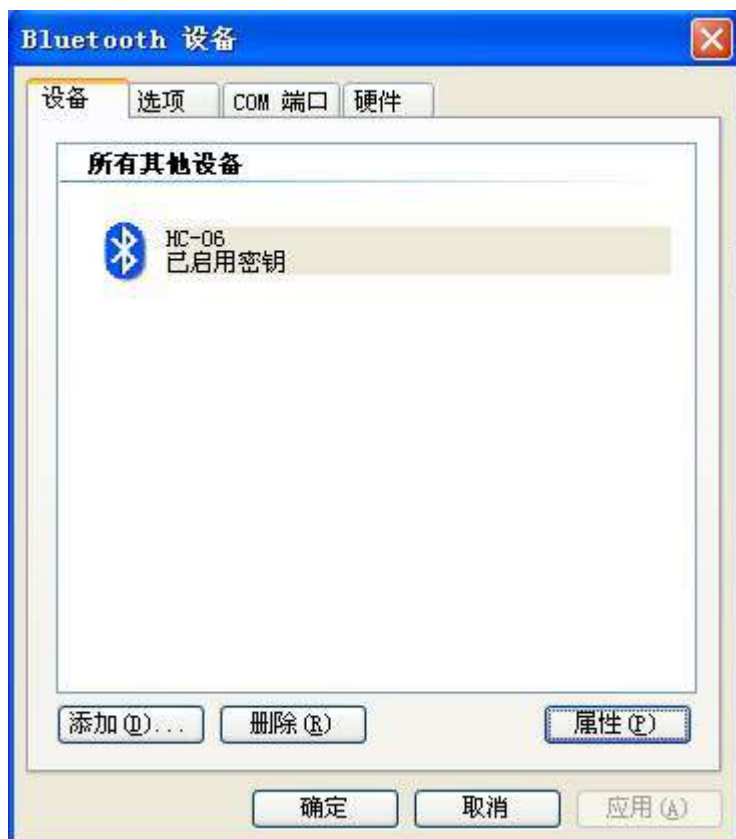 Bluetooth 设备
设备 选项 COM 端口 硬件
所有其他设备
HC-06
已启用密钥
添加(D)... 删除(R) 属性(P)
确定 取消 应用(A)